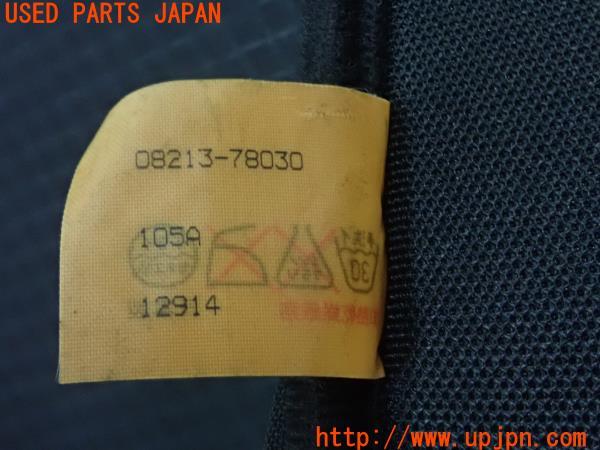 USED PARTS JAPAN
08213-78030
105A
12914
30
http://www.upjpn.com